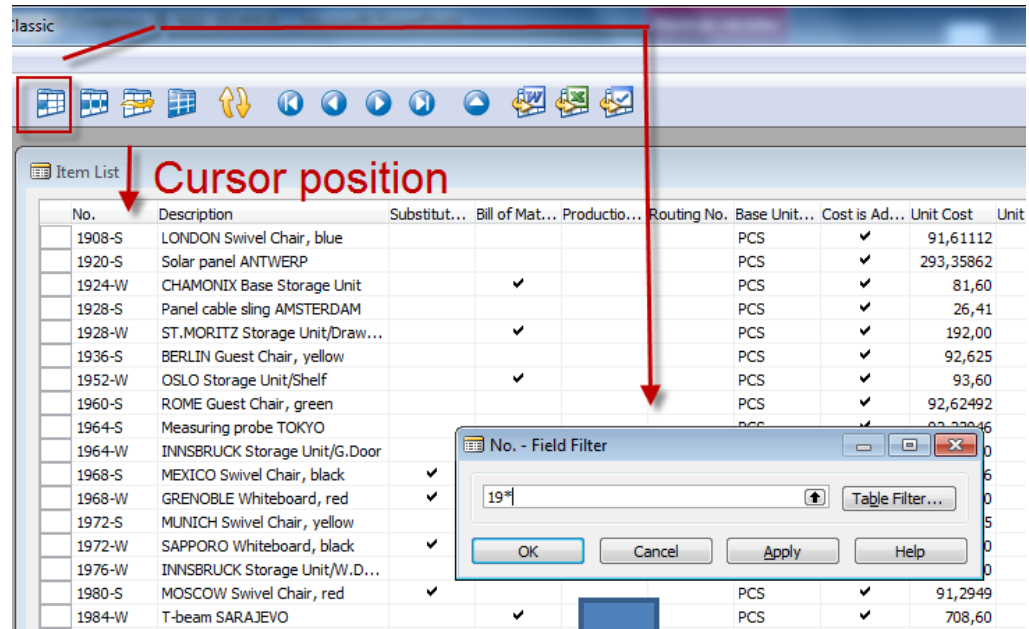 Classic
Item List
Cursor position
No. Description Substitut... Bill of Mat... Productio... Routing No. Base Unit... Cost is Ad... Unit Cost Unit
1908-S LONDON Swivel Chair, blue PCS ✓ 91,61112
1920-S Solar panel ANTWERP PCS ✓ 293,35862
1924-W CHAMONIX Base Storage Unit ✓ PCS ✓ 81,60
1928-S Panel cable sling AMSTERDAM PCS ✓ 26,41
1928-W ST.MORITZ Storage Unit/Draw... ✓ PCS ✓ 192,00
1936-S BERLIN Guest Chair, yellow PCS ✓ 92,625
1952-W OSLO Storage Unit/Shelf ✓ PCS ✓ 93,60
1960-S ROME Guest Chair, green PCS ✓ 92,62492
1964-S Measuring probe TOKYO PCS ✓
1964-W INNSBRUCK Storage Unit/G.Door 0
1968-S MEXICO Swivel Chair, black ✓ 6
1968-W GRENOBLE Whiteboard, red ✓ 0
1972-S MUNICH Swivel Chair, yellow 5
1972-W SAPPORO Whiteboard, black ✓ 0
1976-W INNSBRUCK Storage Unit/W.D... 0
1980-S MOSCOW Swivel Chair, red ✓ PCS ✓ 91,2949
1984-W T-beam SARAJEVO ✓ PCS ✓ 708,60
No. - Field Filter
19*
Table Filter...
OK Cancel Apply Help